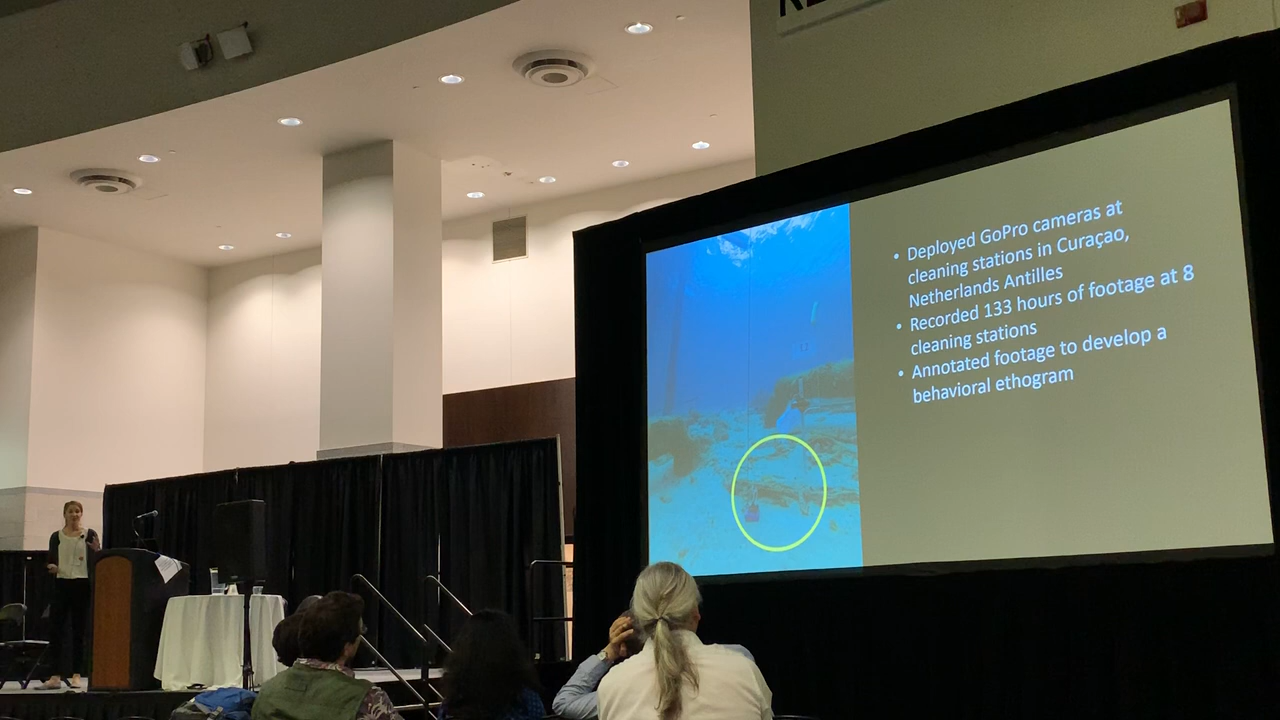 • Deployed GoPro cameras at
cleaning stations in Curaçao,
Netherlands Antilles
• Recorded 133 hours of footage at 8
cleaning stations
• Annotated footage to develop a
behavioral ethogram